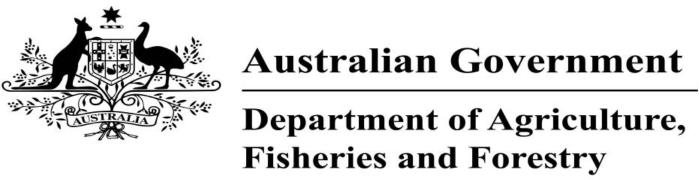 AUSTRALIA
Australian Government
Department of Agriculture,
Fisheries and Forestry